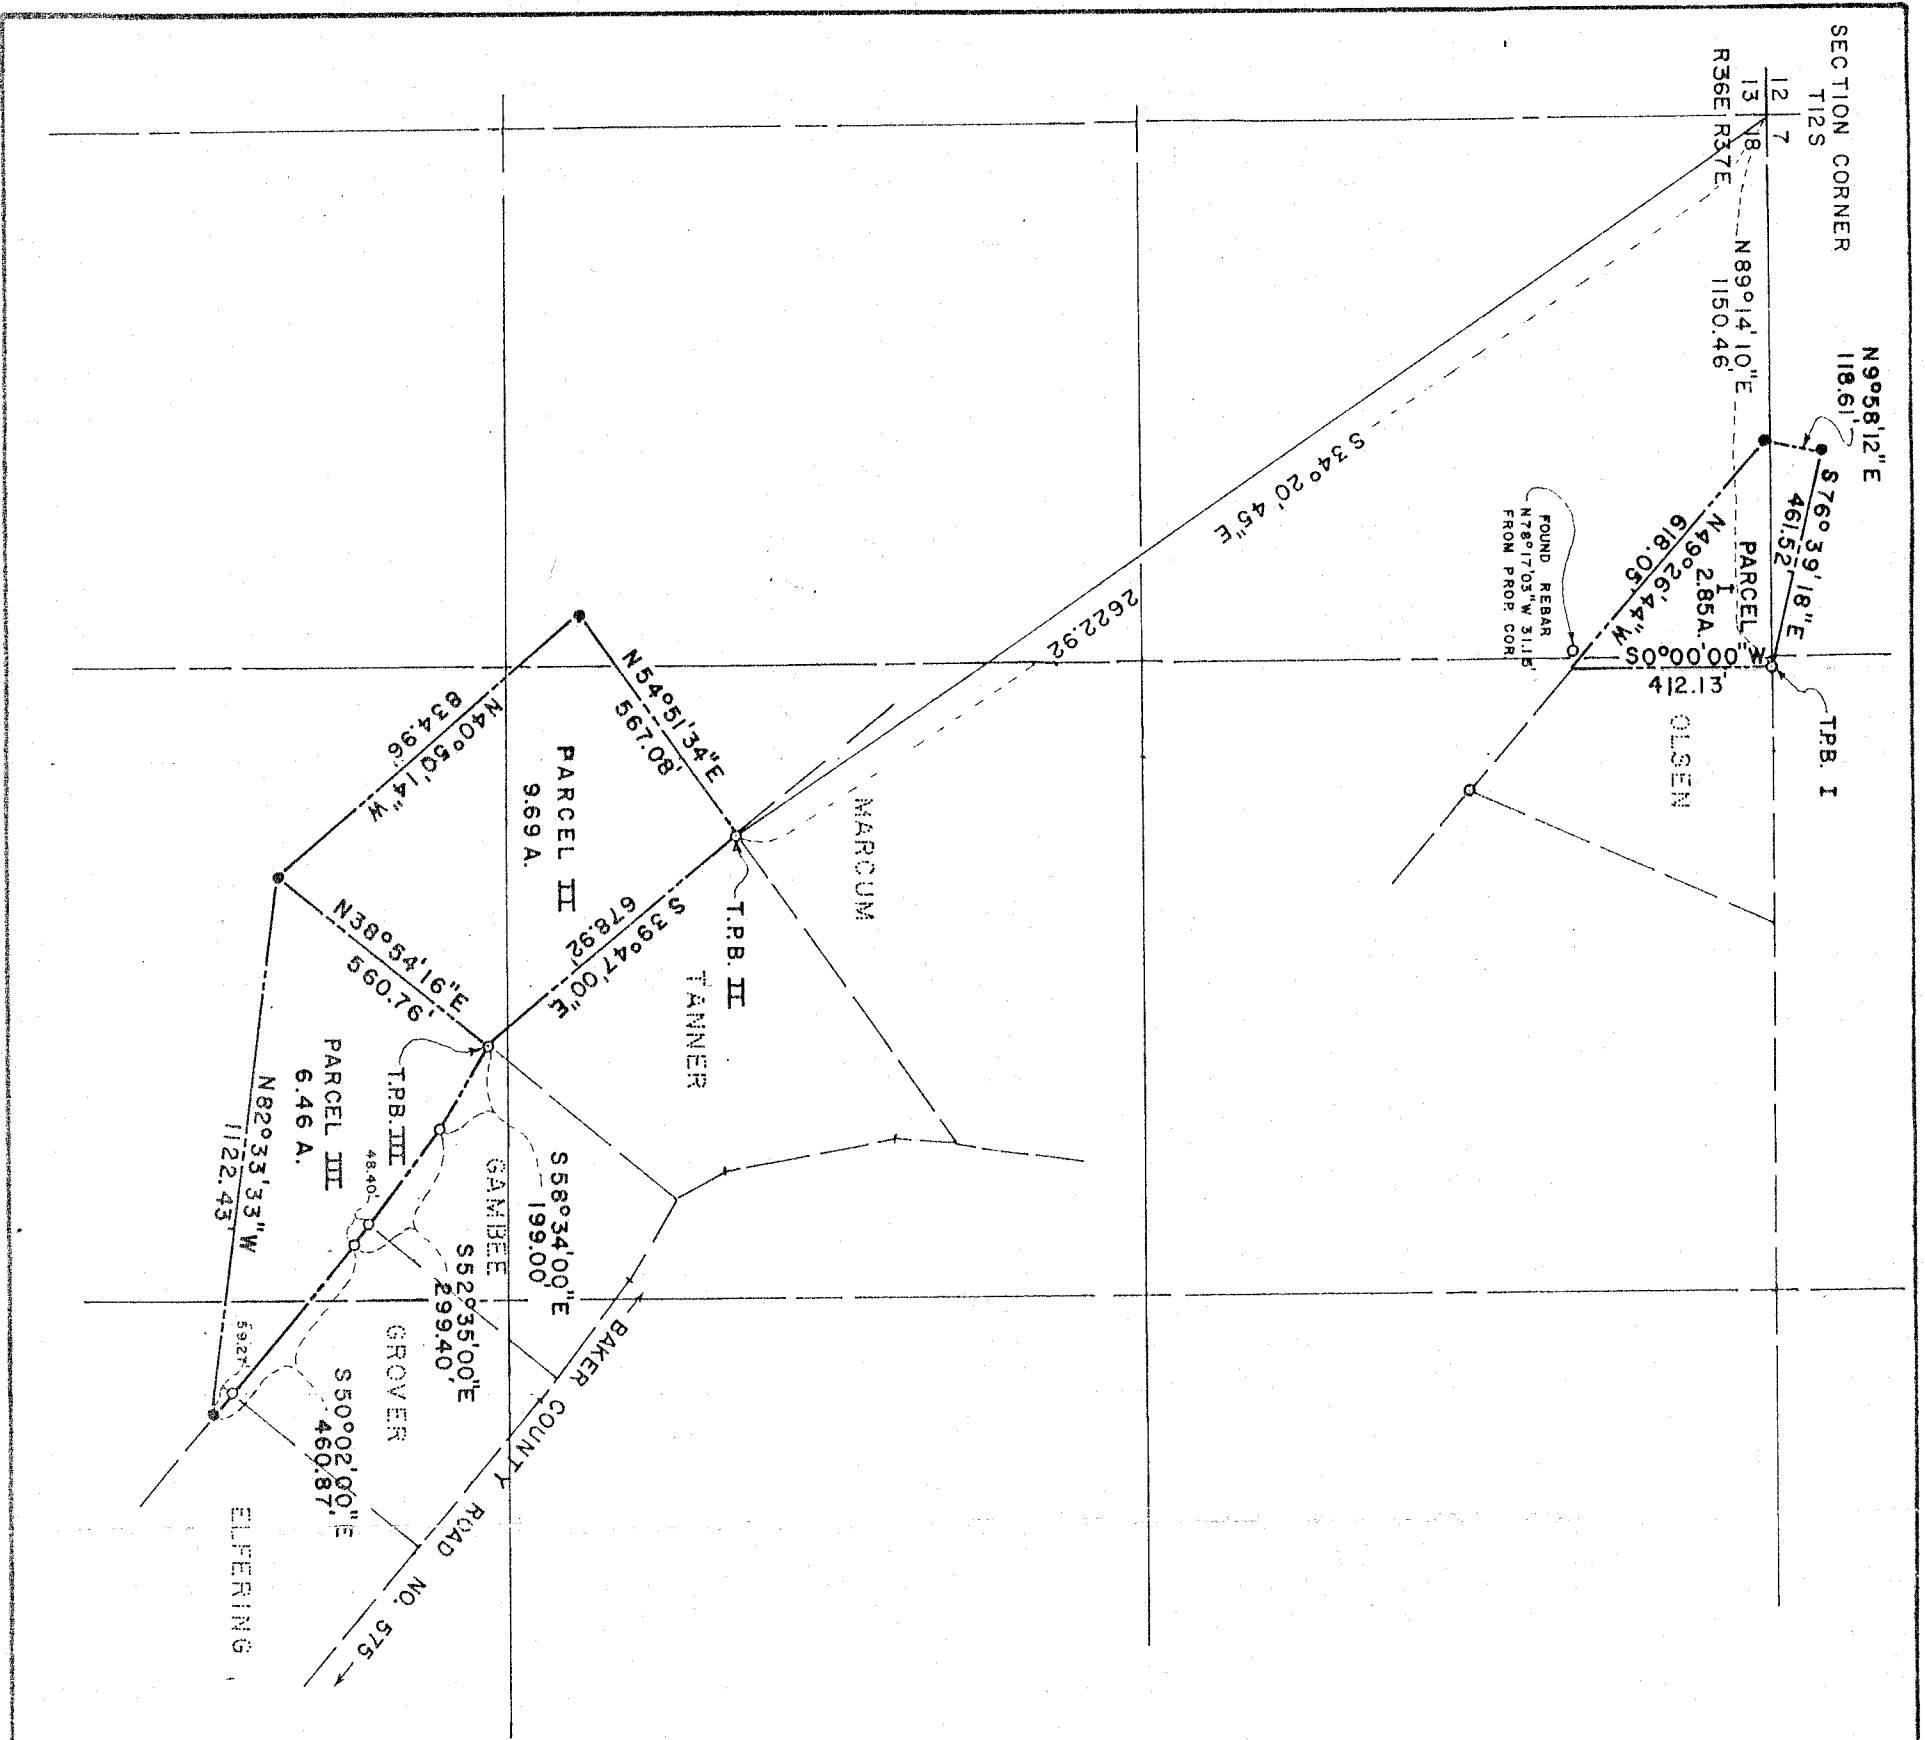 SECTION CORNER
T12S
12 7
13 18
R36E R37E
N89°14'10"E
1150.46'
N9°58'12"E
118.61'
S76°39'18"E
461.52'
PARCEL
I
2.85A.
N49°26'44"W
618.05'
S0°00'00"W
412.13'
T.P.B. I
OLSEN
FOUND REBAR
N78°17'03"W 31.15'
FROM PROP. COR.
S34°20'45"E
2622.92'
MARCUM
N54°51'34"E
567.08'
T.P.B. II
TANNER
PARCEL II
9.69 A.
S39°47'00"E
678.92'
N40°50'14"W
834.96'
N38°54'16"E
560.76'
T.P.B. III
PARCEL III
6.46 A.
48.40'
S58°34'00"E
199.00'
GAMBEE
S52°35'00"E
299.40'
GROVER
N82°33'33"W
1122.43'
59.27'
S50°02'00"E
460.87'
BAKER COUNTY ROAD NO. 575
ELFERING